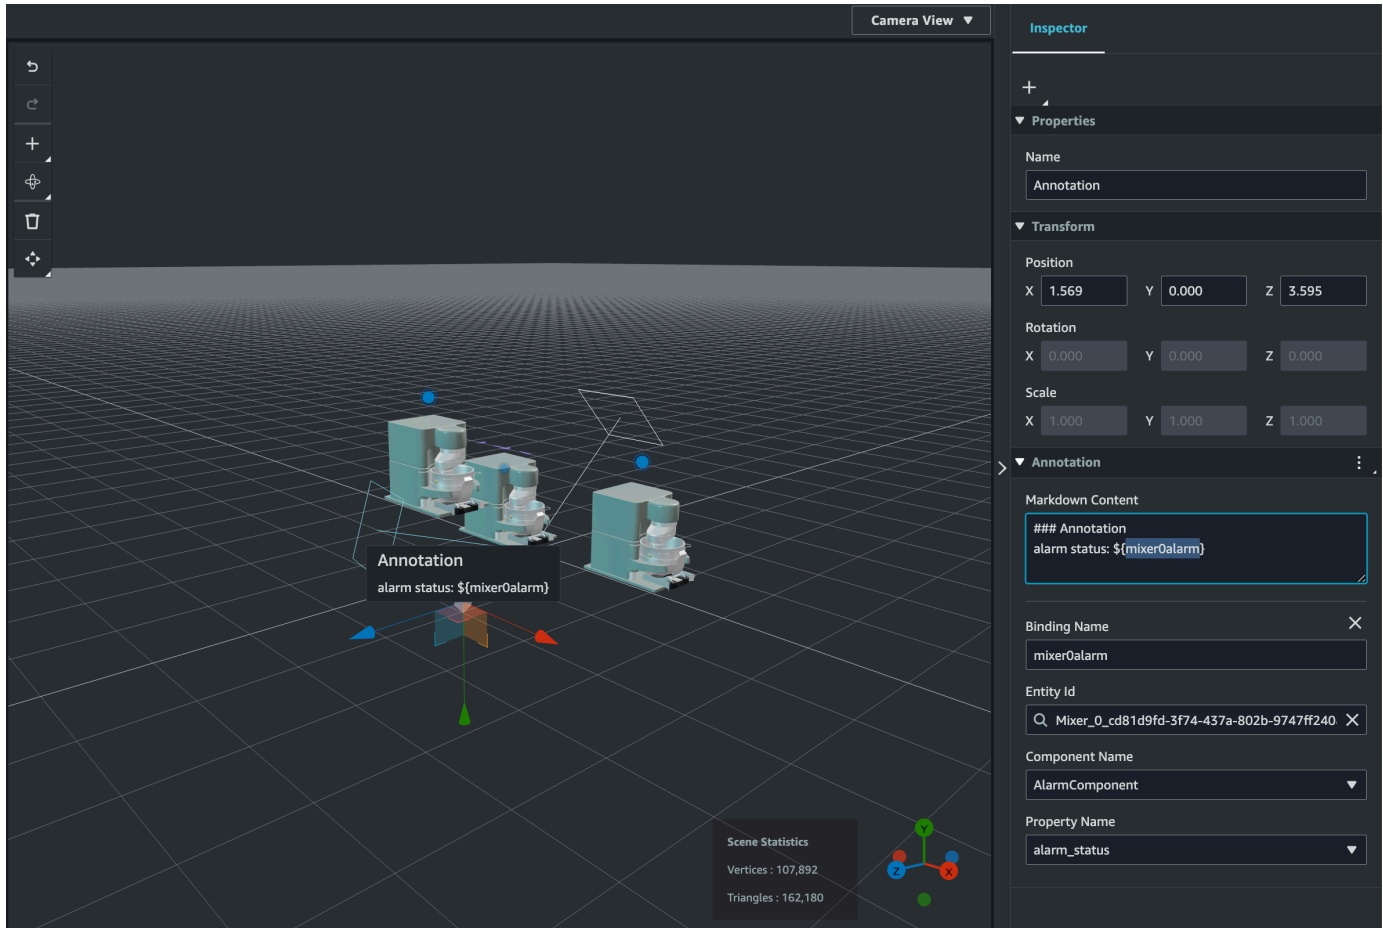 Camera View
Inspector
Properties
Name
Annotation
Transform
Position
X 1.569 Y 0.000 Z 3.595
Rotation
X 0.000 Y 0.000 Z 0.000
Scale
X 1.000 Y 1.000 Z 1.000
Annotation
Markdown Content
### Annotation
alarm status: ${mixer0alarm}
Binding Name
mixer0alarm
Entity Id
Mixer_0_cd81d9fd-3f74-437a-802b-9747ff240
Component Name
AlarmComponent
Property Name
alarm_status
Annotation
alarm status: ${mixer0alarm}
Scene Statistics
Vertices : 107,892
Triangles : 162,180
Y
Z
X